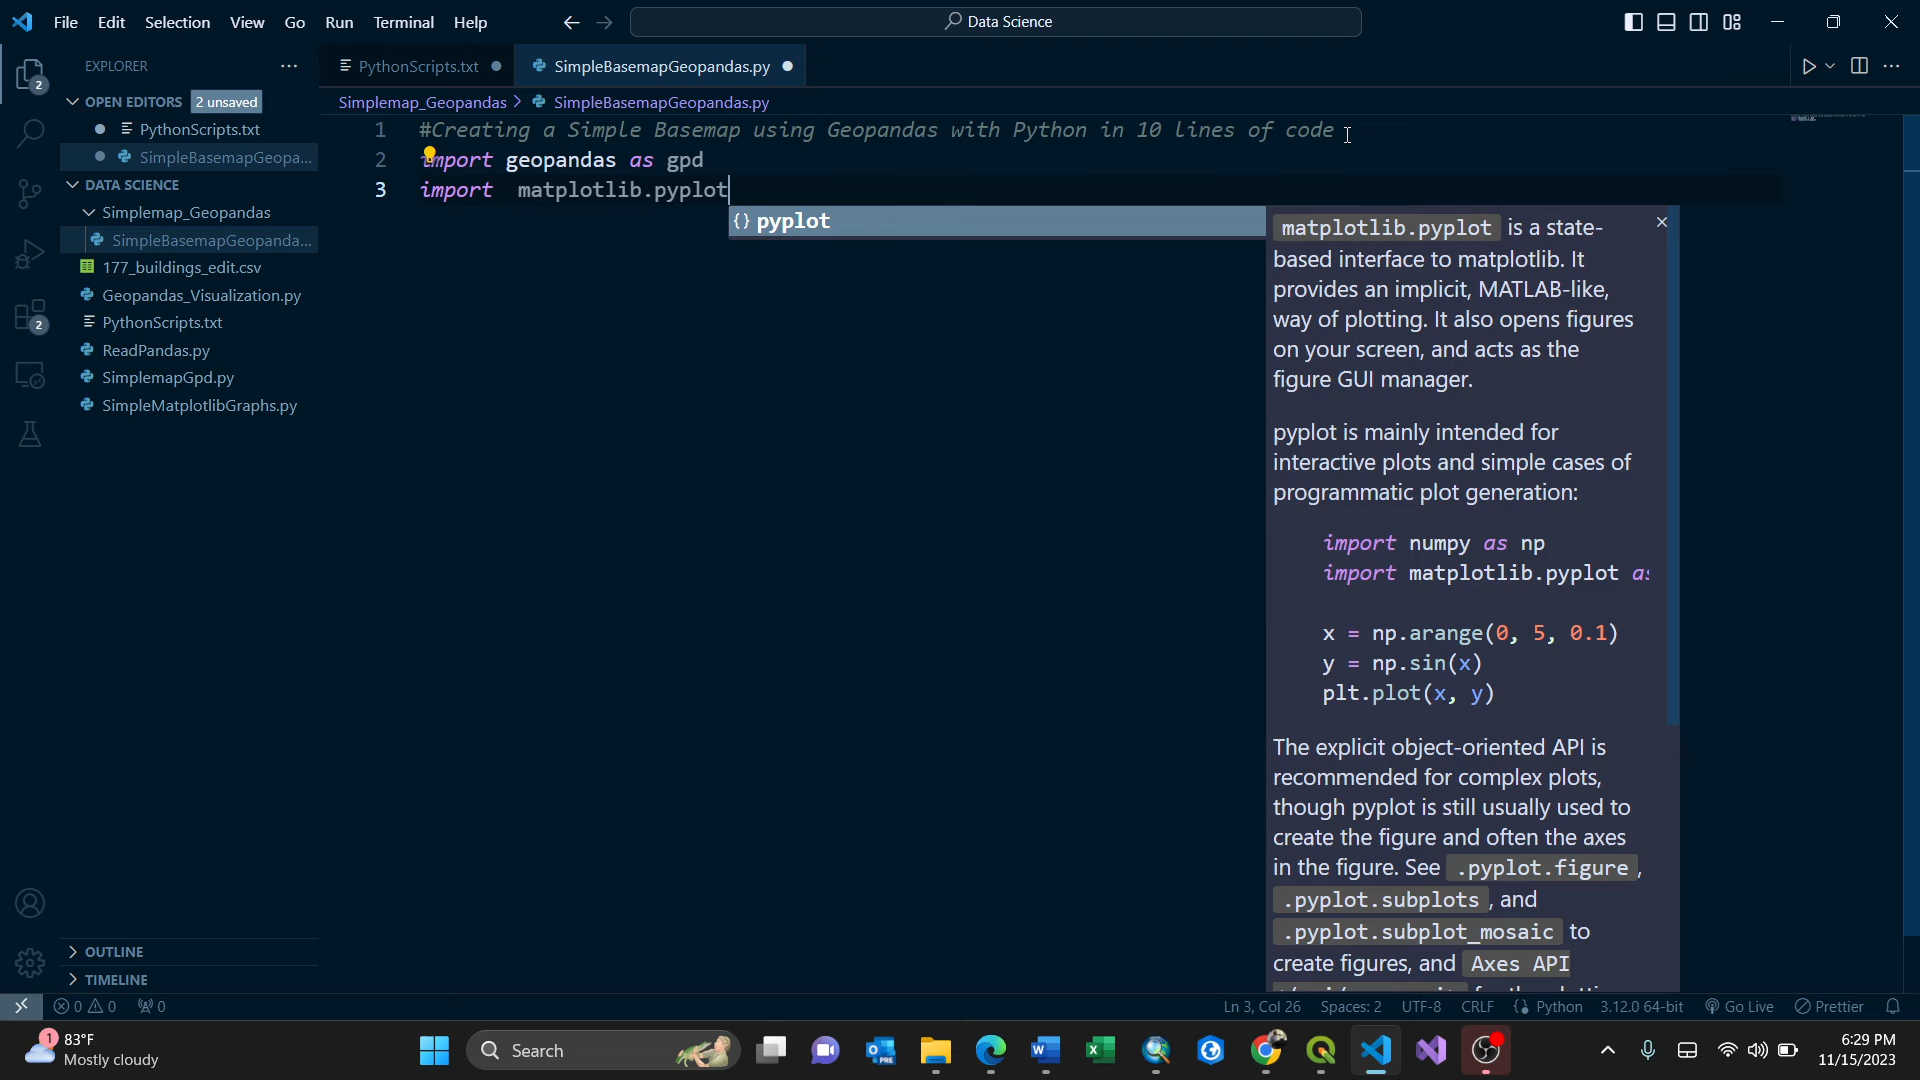 File Edit Selection View Go Run Terminal Help
Data Science
EXPLORER
PythonScripts.txt
SimpleBasemapGeopandas.py
OPEN EDITORS 2 unsaved
Simplemap_Geopandas > SimpleBasemapGeopandas.py
PythonScripts.txt
SimpleBasemapGeopa...
DATA SCIENCE
Simplemap_Geopandas
SimpleBasemapGeopanda...
177_buildings_edit.csv
Geopandas_Visualization.py
PythonScripts.txt
ReadPandas.py
SimplemapGpd.py
SimpleMatplotlibGraphs.py
2
2
1 #Creating a Simple Basemap using Geopandas with Python in 10 lines of code
2 import geopandas as gpd
3 import  matplotlib.pyplot
{} pyplot
matplotlib.pyplot is a state-
based interface to matplotlib. It
provides an implicit, MATLAB-like,
way of plotting. It also opens figures
on your screen, and acts as the
figure GUI manager.
pyplot is mainly intended for
interactive plots and simple cases of
programmatic plot generation:
import numpy as np
import matplotlib.pyplot as
x = np.arange(0, 5, 0.1)
y = np.sin(x)
plt.plot(x, y)
The explicit object-oriented API is
recommended for complex plots,
though pyplot is still usually used to
create the figure and often the axes
in the figure. See .pyplot.figure,
.pyplot.subplots, and
.pyplot.subplot_mosaic to
create figures, and Axes API
OUTLINE
TIMELINE
0 0 0
Ln 3, Col 26 Spaces: 2 UTF-8 CRLF {} Python 3.12.0 64-bit Go Live Prettier
1
83°F
Mostly cloudy
Search
PRE
6:29 PM
11/15/2023